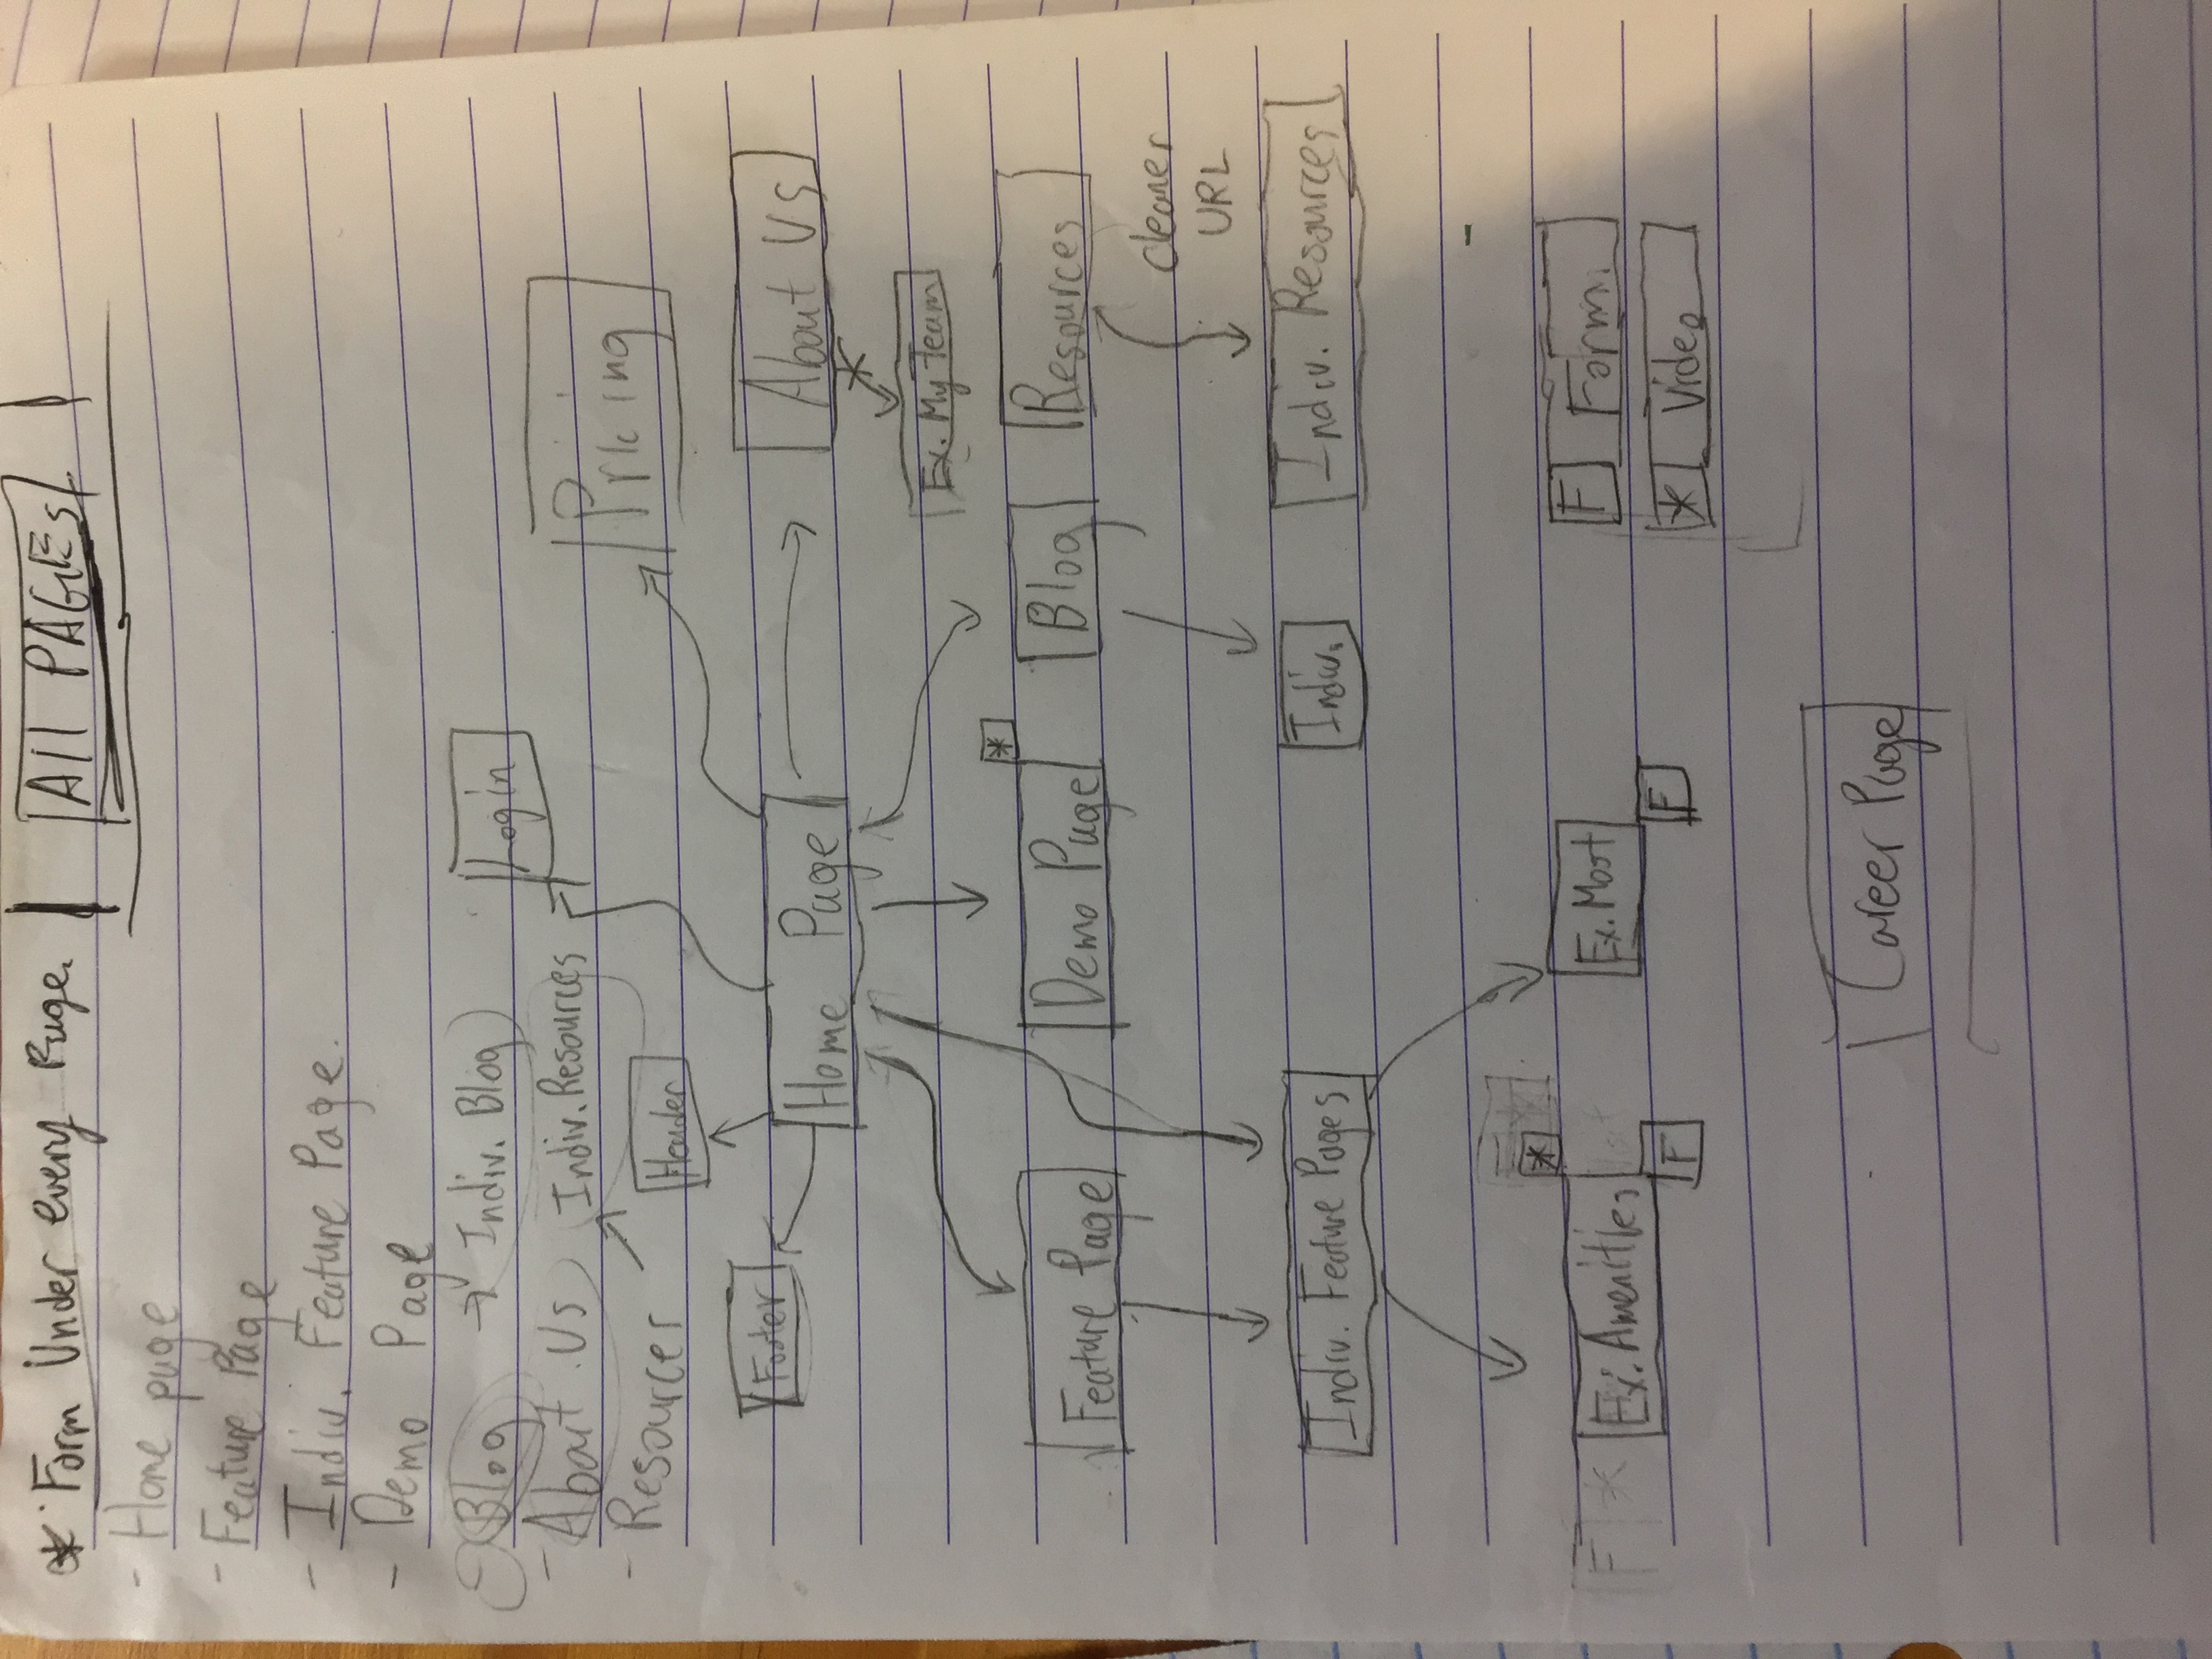 * Form Under every Page. All PAGES
- Home page
- Feature Page
- Indiv. Feature Page.
- Demo Page
- Blog → Indiv. Blog
Login
- About Us Indiv. Resources
Pricing
- Resources
Header
Footer
Home Page
About Us
*
Ex. My Team
*
Feature Page
Demo Page
Blog
Resources
cleaner
URL
Indiv. Feature Pages
Indiv.
Indiv. Resources
*
F *
Ex. Amenities
Ex. Most
F Form
F
F
* Video
Career Page